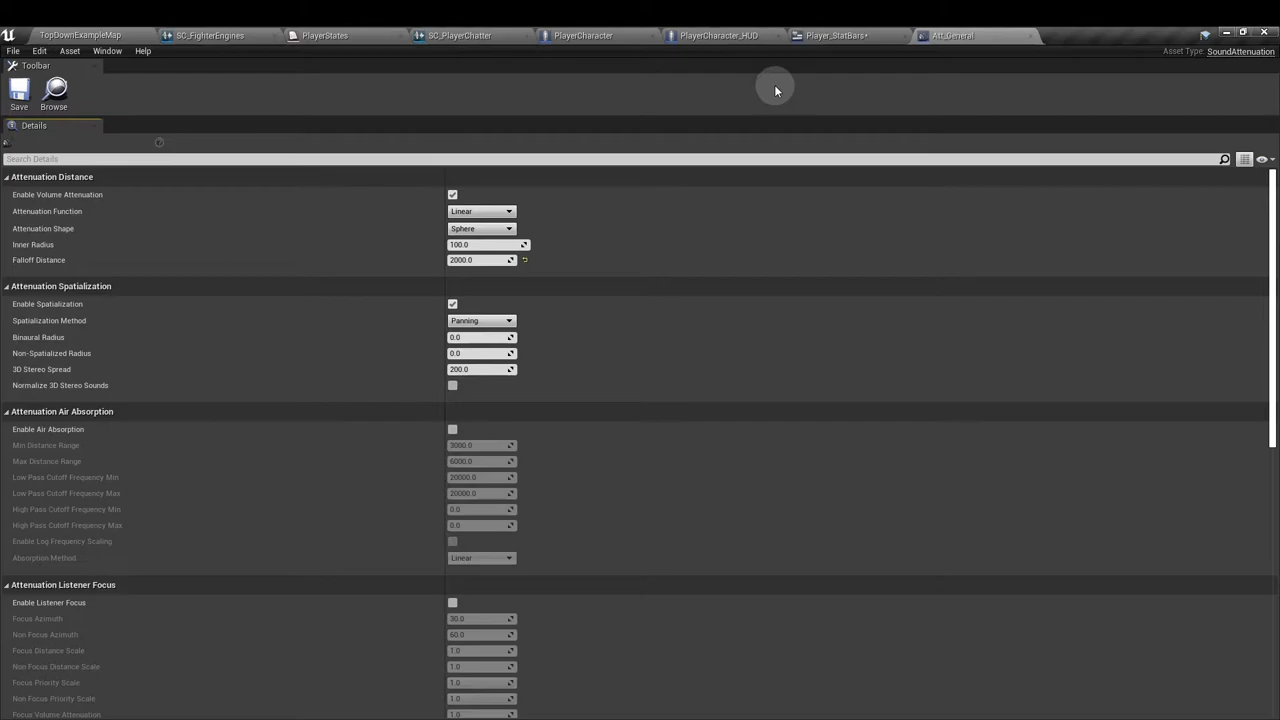 TopDownExampleMap SC_FighterEngines PlayerStates SC_PlayerChatter PlayerCharacter PlayerCharacter_HUD Player_StatBars* Att_General
File Edit Asset Window Help Asset Type: SoundAttenuation
Toolbar
Save Browse
Details
Search Details
Attenuation Distance
Enable Volume Attenuation
Attenuation Function Linear
Attenuation Shape Sphere
Inner Radius 100.0
Falloff Distance 2000.0
Attenuation Spatialization
Enable Spatialization
Spatialization Method Panning
Binaural Radius 0.0
Non-Spatialized Radius 0.0
3D Stereo Spread 200.0
Normalize 3D Stereo Sounds
Attenuation Air Absorption
Enable Air Absorption
Min Distance Range 3000.0
Max Distance Range 6000.0
Low Pass Cutoff Frequency Min 20000.0
Low Pass Cutoff Frequency Max 20000.0
High Pass Cutoff Frequency Min 0.0
High Pass Cutoff Frequency Max 0.0
Enable Log Frequency Scaling
Absorption Method Linear
Attenuation Listener Focus
Enable Listener Focus
Focus Azimuth 30.0
Non Focus Azimuth 60.0
Focus Distance Scale 1.0
Non Focus Distance Scale 1.0
Focus Priority Scale 1.0
Non Focus Priority Scale 1.0
Focus Volume Attenuation 1.0